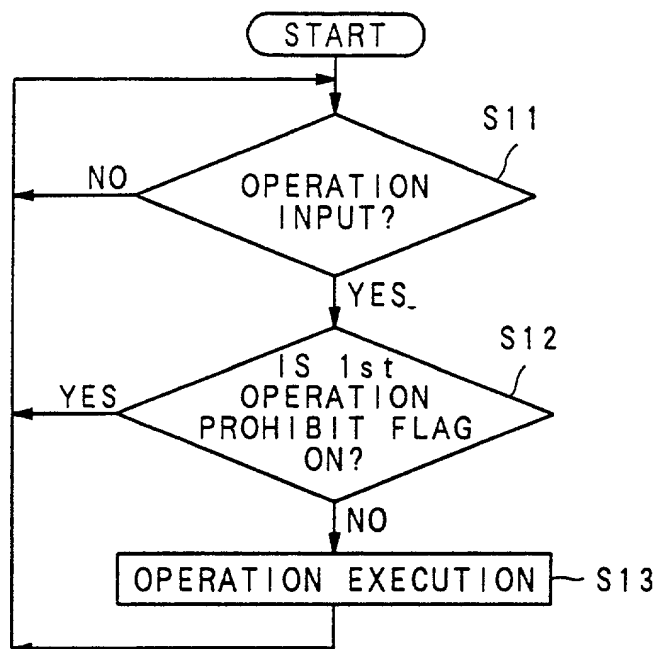 START
S11
NO
OPERATION
INPUT?
YES
S12
IS 1st
YES
OPERATION
PROHIBIT FLAG
ON?
NO
OPERATION EXECUTION
S13